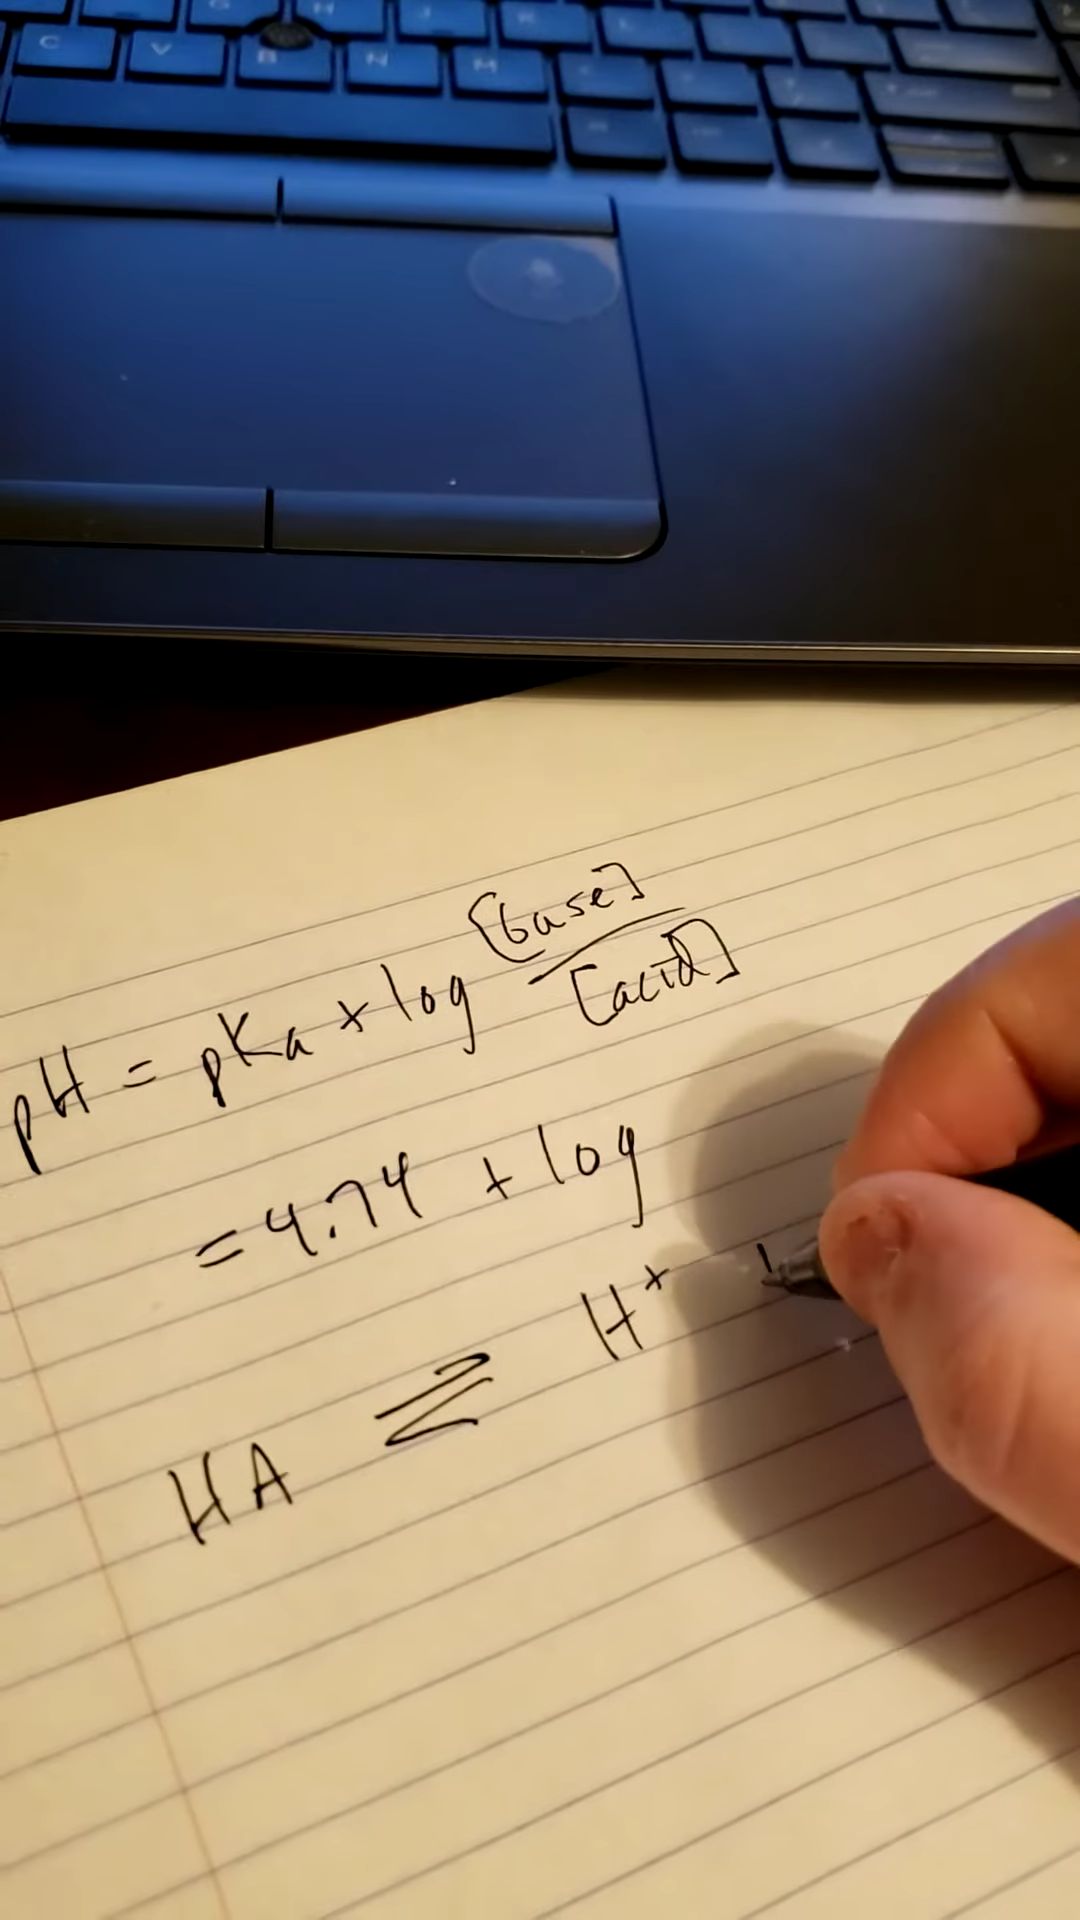 G H J K L
C V B N M
pH = pKa + log [base]/[acid]
= 4.74 + log
HA ⇌ H⁺